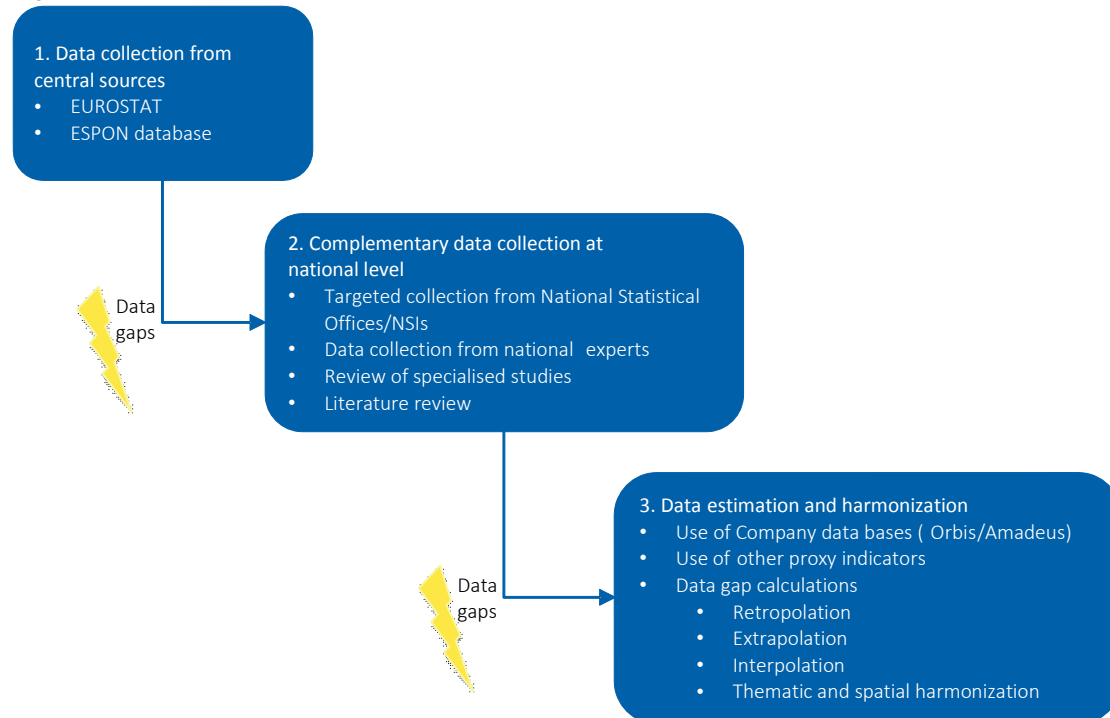 1. Data collection from
central sources
• EUROSTAT
• ESPON database
Data
gaps
2. Complementary data collection at
national level
• Targeted collection from National Statistical
Offices/NSIs
• Data collection from national experts
• Review of specialised studies
• Literature review
Data
gaps
3. Data estimation and harmonization
• Use of Company data bases ( Orbis/Amadeus)
• Use of other proxy indicators
• Data gap calculations
• Retropolation
• Extrapolation
• Interpolation
• Thematic and spatial harmonization